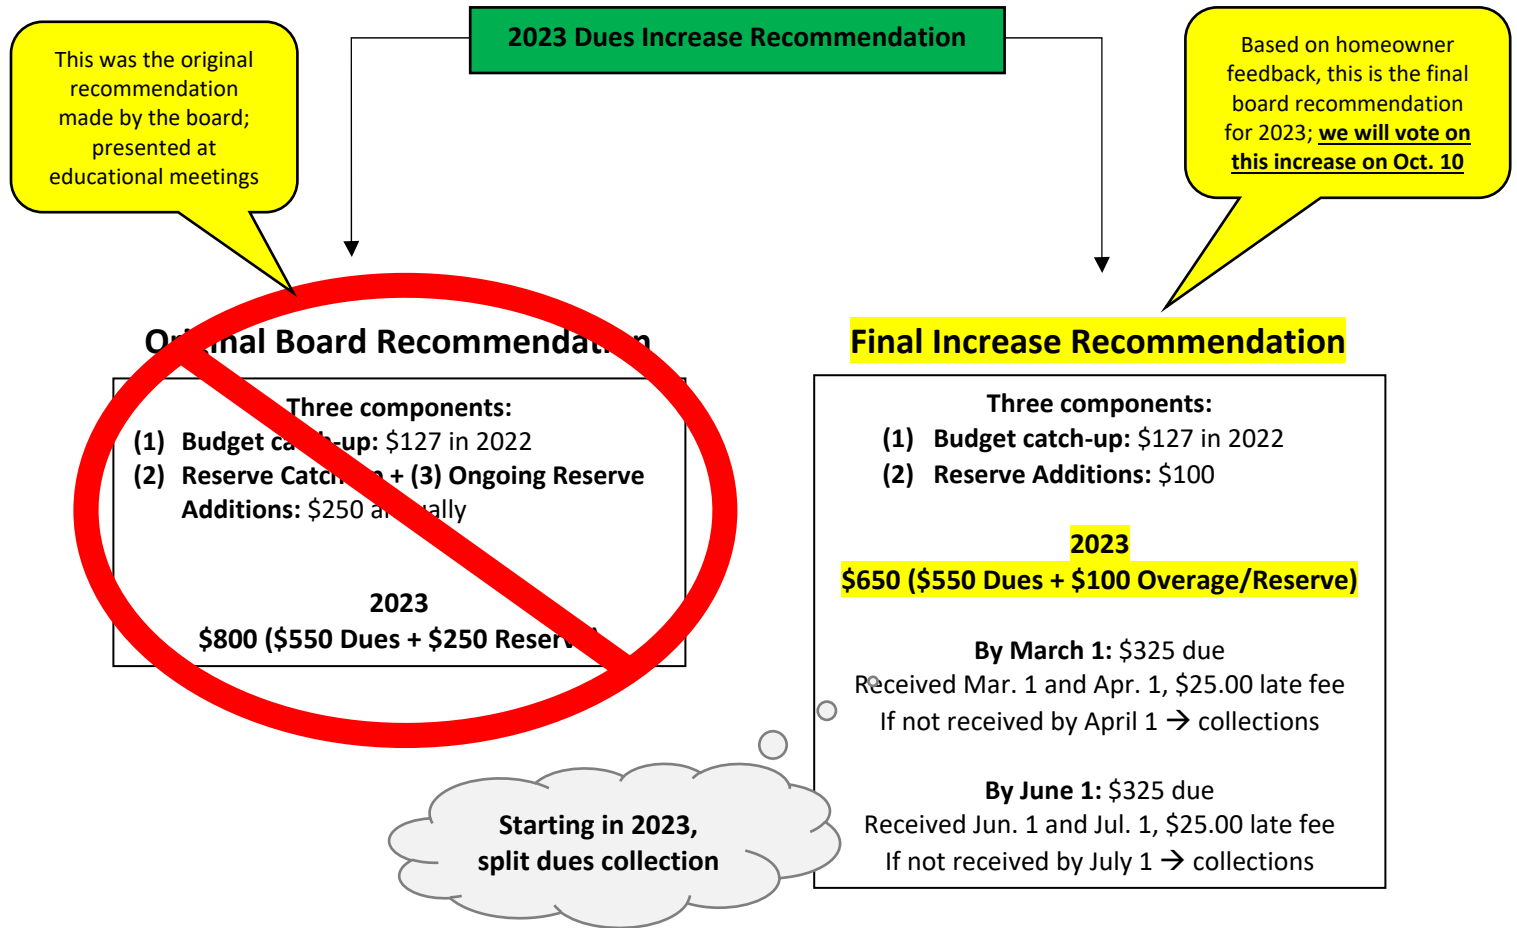 2023 Dues Increase Recommendation
This was the original
recommendation
made by the board;
presented at
educational meetings
Based on homeowner
feedback, this is the final
board recommendation
for 2023; we will vote on
this increase on Oct. 10
Original Board Recommendation
Three components:
(1) Budget catch-up: $127 in 2022
(2) Reserve Catch-up + (3) Ongoing Reserve
Additions: $250 annually
2023
$800 ($550 Dues + $250 Reserve)
Final Increase Recommendation
Three components:
(1) Budget catch-up: $127 in 2022
(2) Reserve Additions: $100
2023
$650 ($550 Dues + $100 Overage/Reserve)
By March 1: $325 due
Received Mar. 1 and Apr. 1, $25.00 late fee
If not received by April 1 → collections
By June 1: $325 due
Received Jun. 1 and Jul. 1, $25.00 late fee
If not received by July 1 → collections
Starting in 2023,
split dues collection